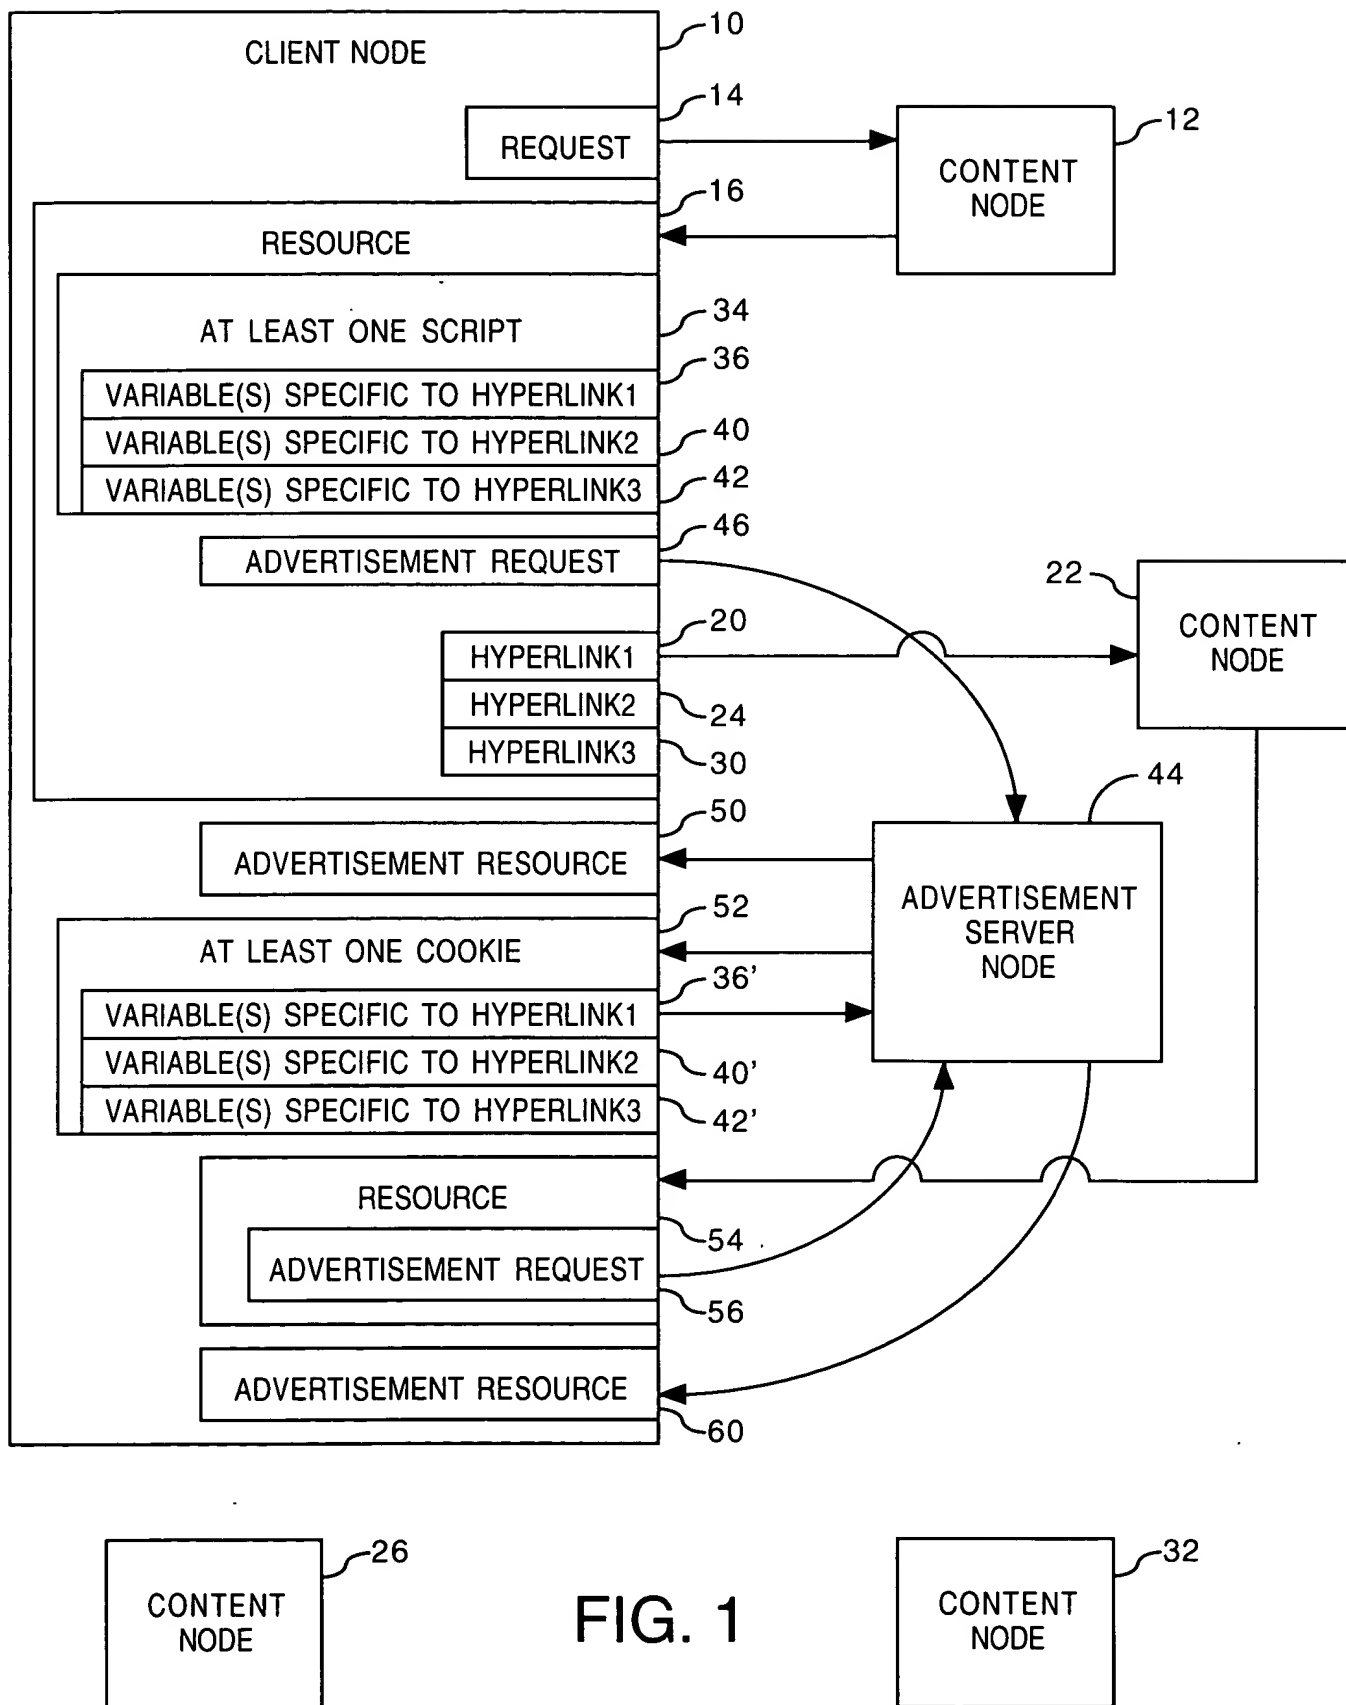 CLIENT NODE
10
14
REQUEST
12
CONTENT
NODE
16
RESOURCE
34
AT LEAST ONE SCRIPT
36
VARIABLE(S) SPECIFIC TO HYPERLINK1
VARIABLE(S) SPECIFIC TO HYPERLINK2
40
VARIABLE(S) SPECIFIC TO HYPERLINK3
42
46
ADVERTISEMENT REQUEST
22
CONTENT
NODE
20
HYPERLINK1
HYPERLINK2
24
HYPERLINK3
30
44
50
ADVERTISEMENT RESOURCE
ADVERTISEMENT
SERVER
NODE
52
AT LEAST ONE COOKIE
36'
VARIABLE(S) SPECIFIC TO HYPERLINK1
VARIABLE(S) SPECIFIC TO HYPERLINK2
40'
VARIABLE(S) SPECIFIC TO HYPERLINK3
42'
RESOURCE
54
ADVERTISEMENT REQUEST
56
ADVERTISEMENT RESOURCE
60
26
CONTENT
NODE
FIG. 1
32
CONTENT
NODE